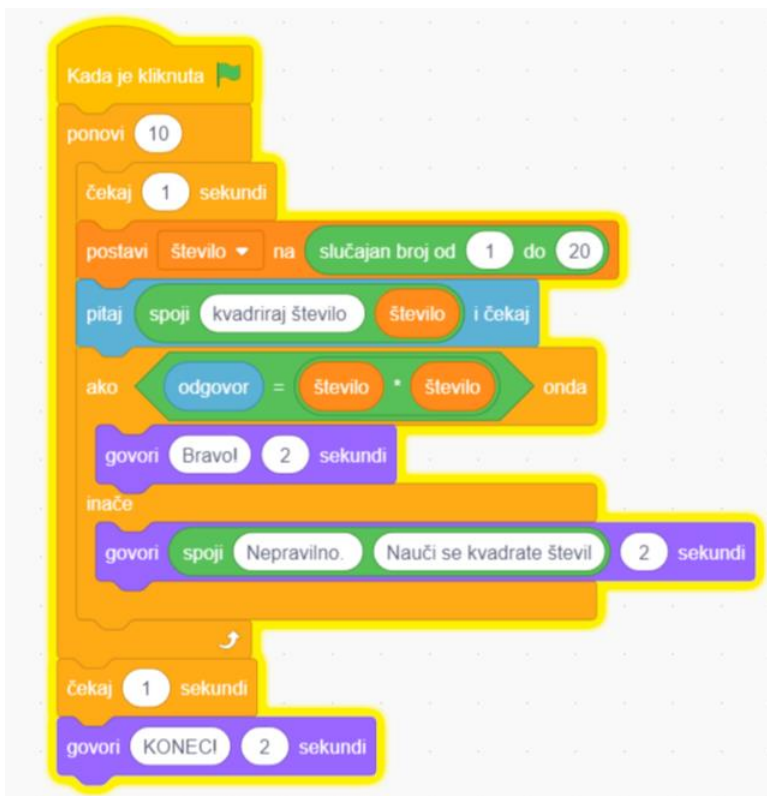 Kada je kliknuta
ponovi 10
čekaj 1 sekundi
postavi število na slučajan broj od 1 do 20
pitaj spoji kvadriraj število število i čekaj
ako odgovor = število * število onda
govori Bravo! 2 sekundi
inače
govori spoji Nepravilno. Nauči se kvadrate števil 2 sekundi
čekaj 1 sekundi
govori KONEC! 2 sekundi